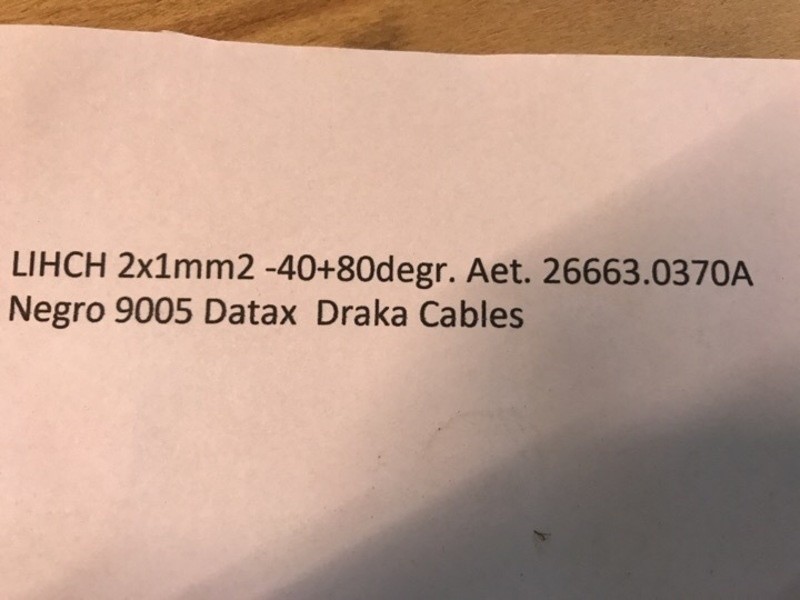 LIHCH 2x1mm2 -40+80degr. Aet. 26663.0370A
Negro 9005 Datax  Draka Cables